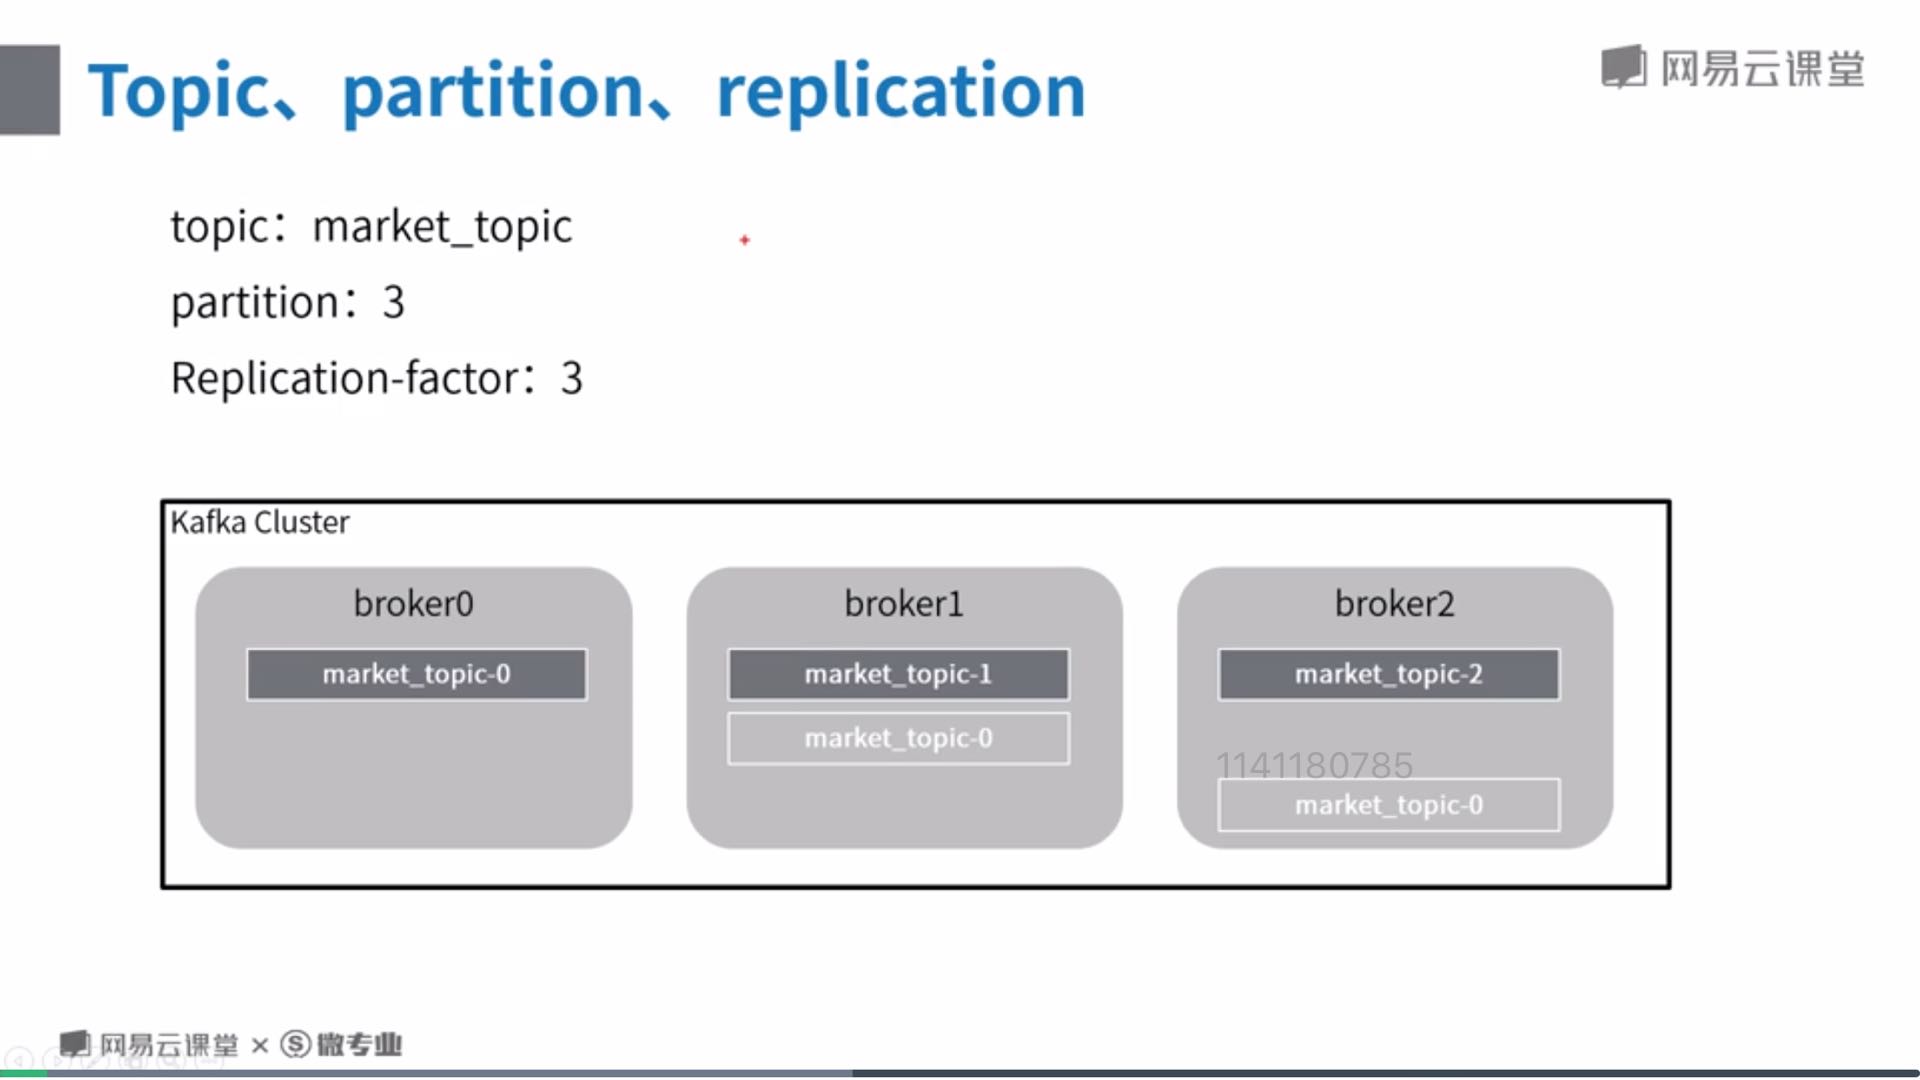 Topic、partition、replication
网易云课堂
topic：market_topic
partition：3
Replication-factor：3
Kafka Cluster
broker0
market_topic-0
broker1
market_topic-1
market_topic-0
broker2
market_topic-2
1141180785
market_topic-0
网易云课堂 × 微专业